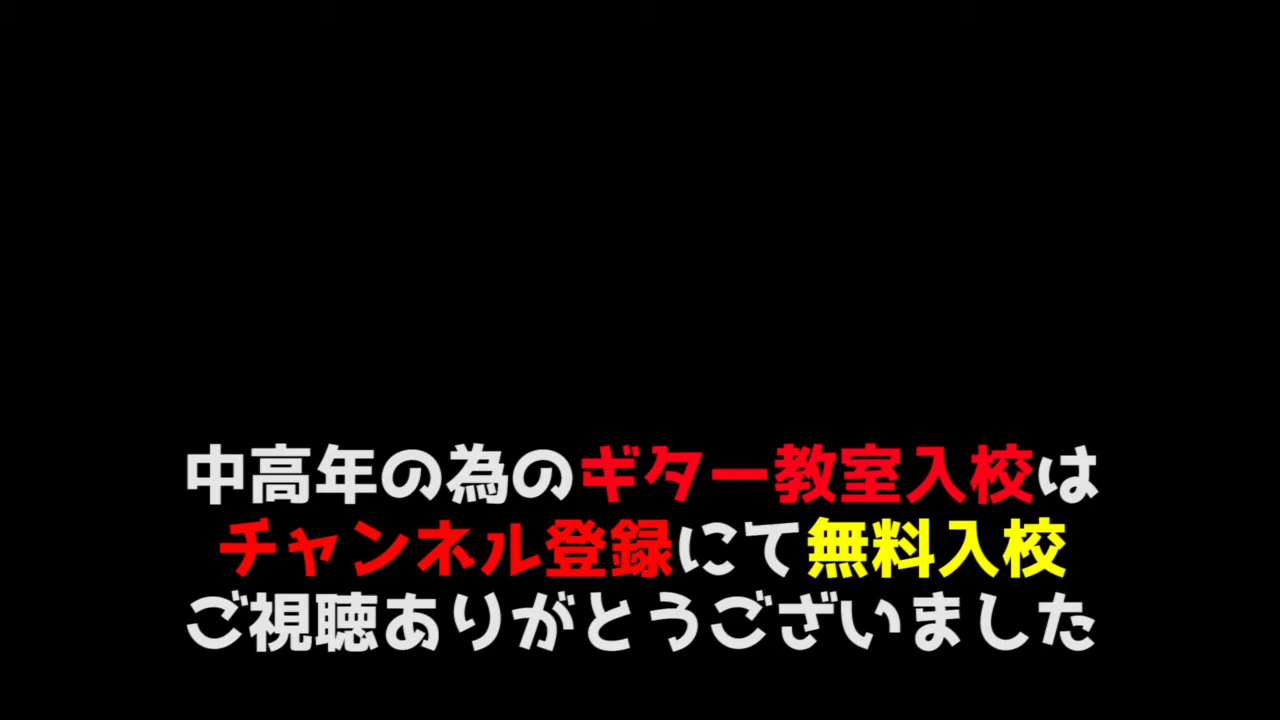 中高年の為のギター教室入校は
チャンネル登録にて無料入校
ご視聴ありがとうございました